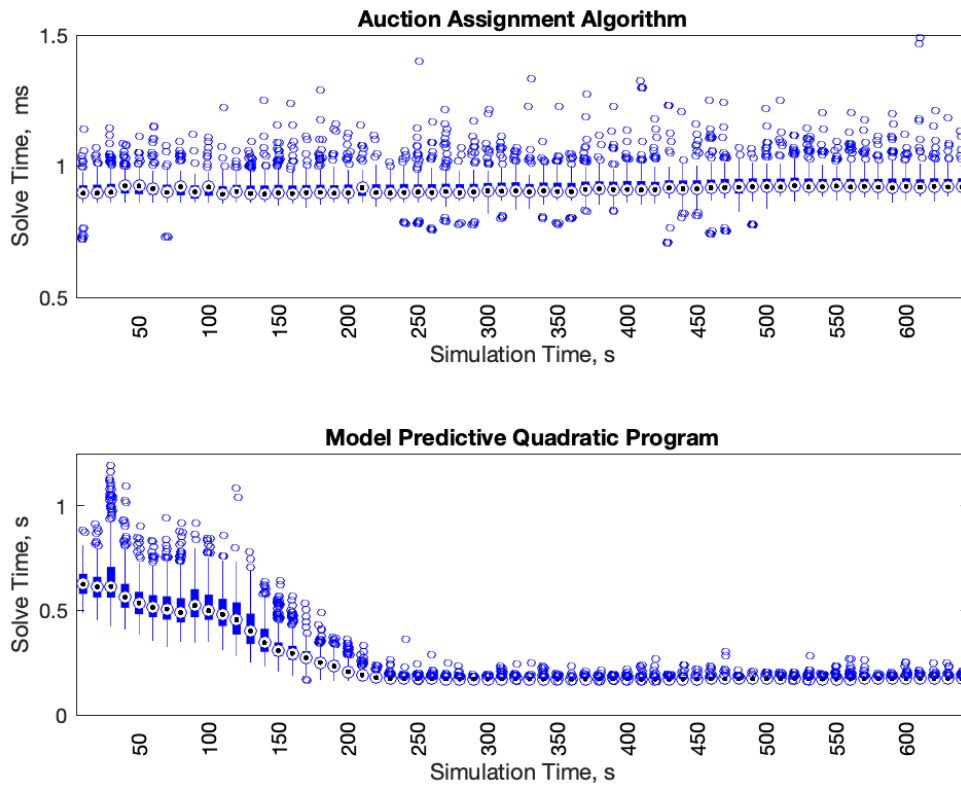 Auction Assignment Algorithm
Solve Time, ms
1.5
1
0.5
50 100 150 200 250 300 350 400 450 500 550 600
Simulation Time, s
Model Predictive Quadratic Program
Solve Time, s
1
0.5
0
50 100 150 200 250 300 350 400 450 500 550 600
Simulation Time, s